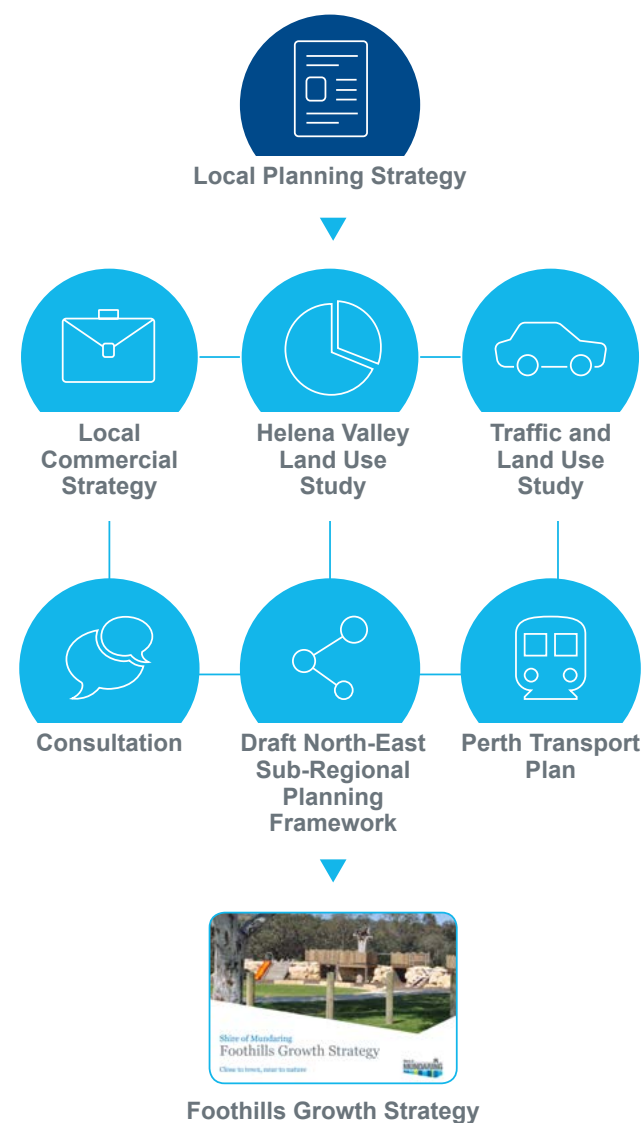 Local Planning Strategy
Local
Commercial
Strategy
Helena Valley
Land Use
Study
Traffic and
Land Use
Study
Consultation
Draft North-East
Sub-Regional
Planning
Framework
Perth Transport
Plan
Shire of Mundaring
Foothills Growth Strategy
Close to town, near to nature
MUNDARING
Foothills Growth Strategy